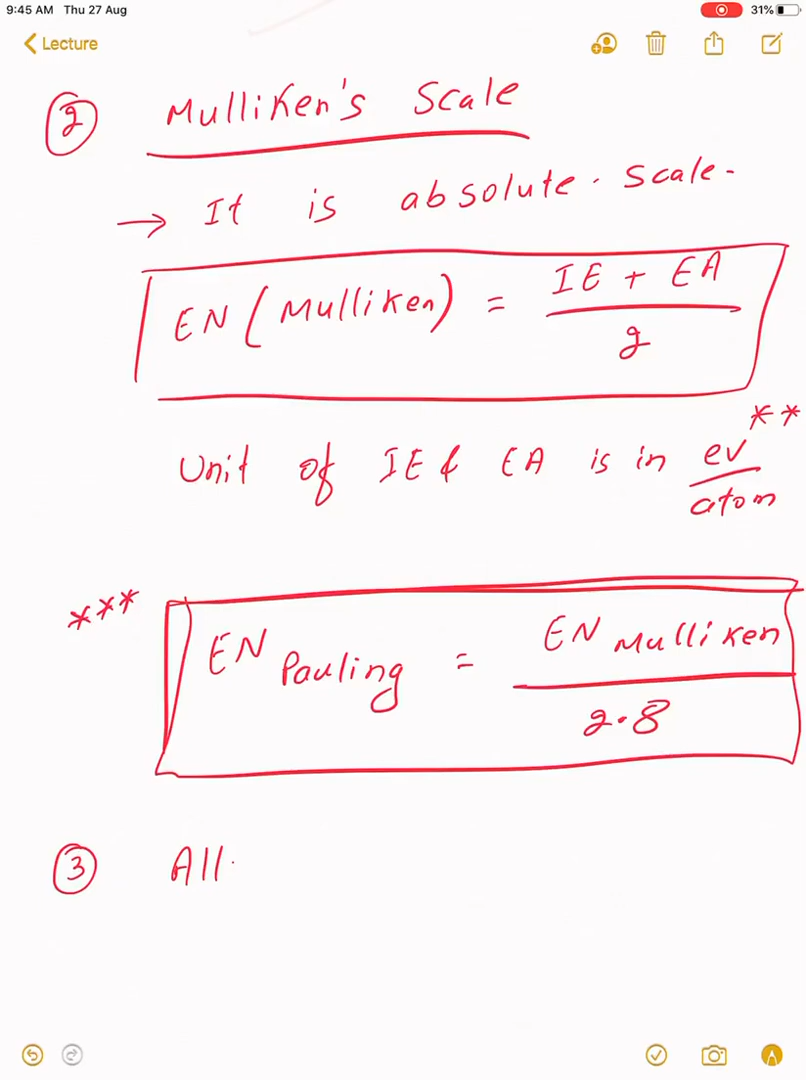 9:45 AM Thu 27 Aug 31%
Lecture
2 Mulliken's Scale
→ It is absolute. Scale.
EN (Mulliken) = IE + EA / 2
Unit of IE & EA is in ev/atom **
*** EN Pauling = EN Mulliken / 2.8
3 All.